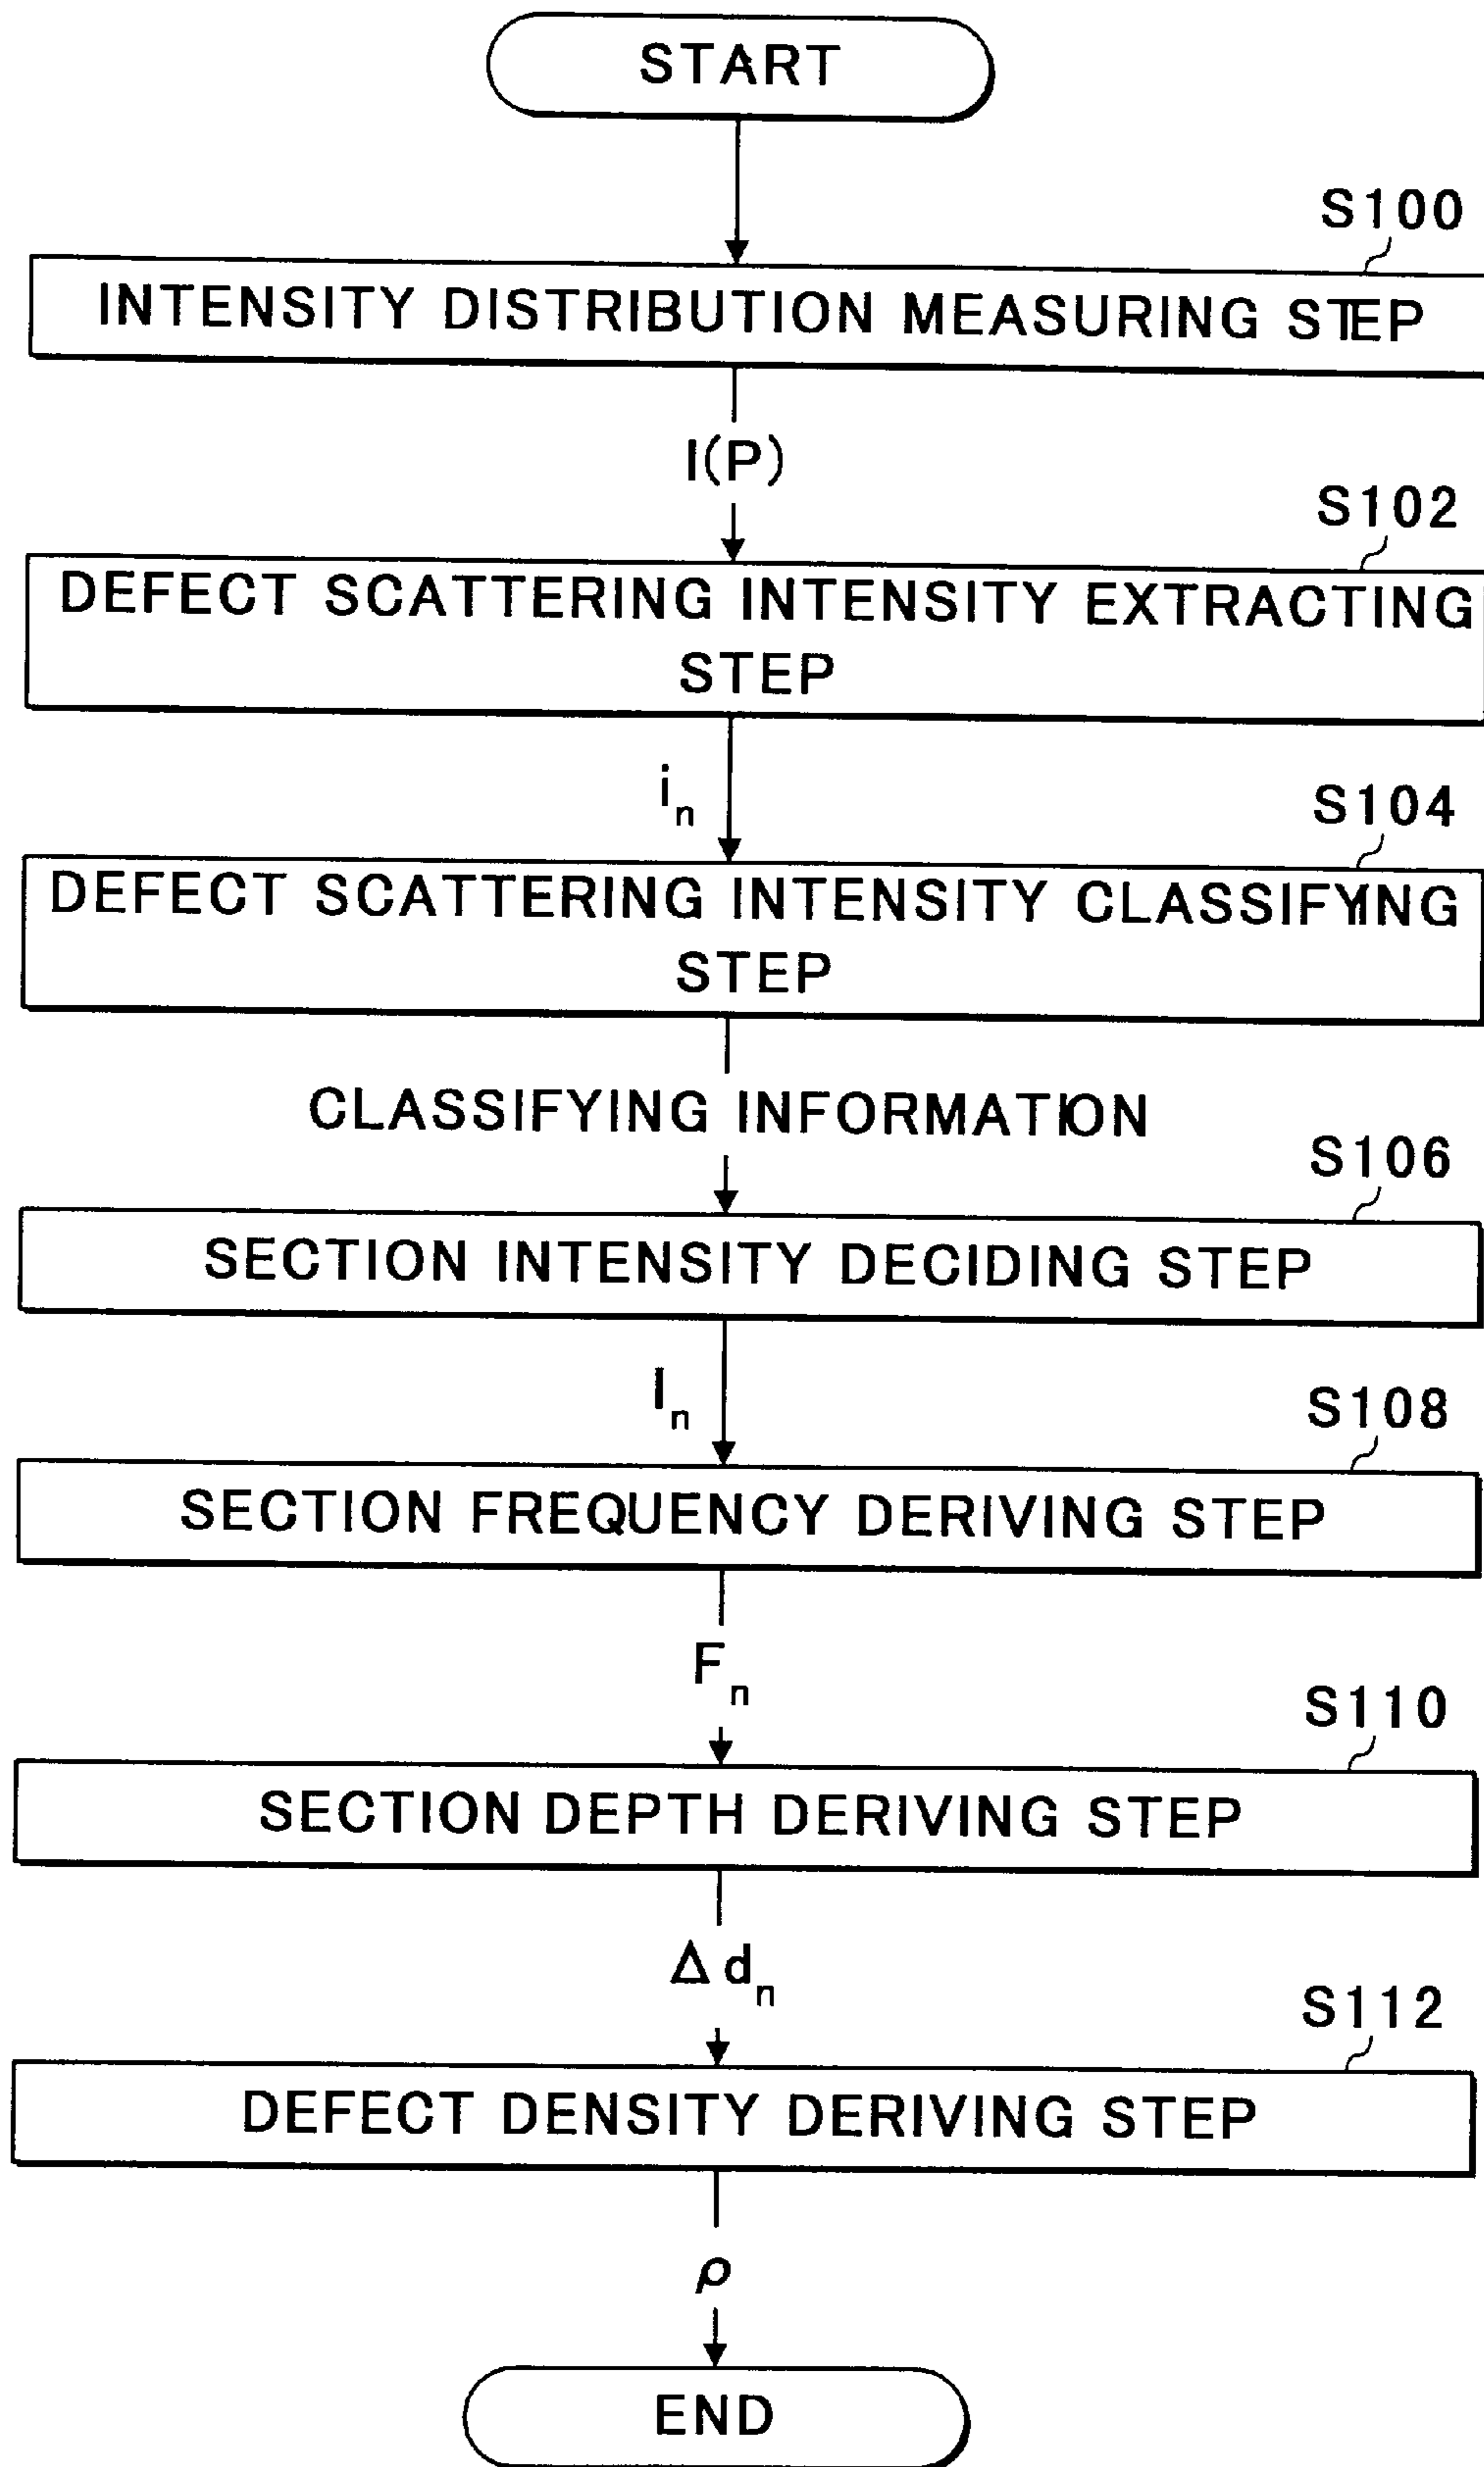 START
S100
INTENSITY DISTRIBUTION MEASURING STEP
I(P)
S102
DEFECT SCATTERING INTENSITY EXTRACTING
STEP
iₙ
S104
DEFECT SCATTERING INTENSITY CLASSIFYING
STEP
CLASSIFYING INFORMATION
S106
SECTION INTENSITY DECIDING STEP
Iₙ
S108
SECTION FREQUENCY DERIVING STEP
Fₙ
S110
SECTION DEPTH DERIVING STEP
Δdₙ
S112
DEFECT DENSITY DERIVING STEP
ρ
END